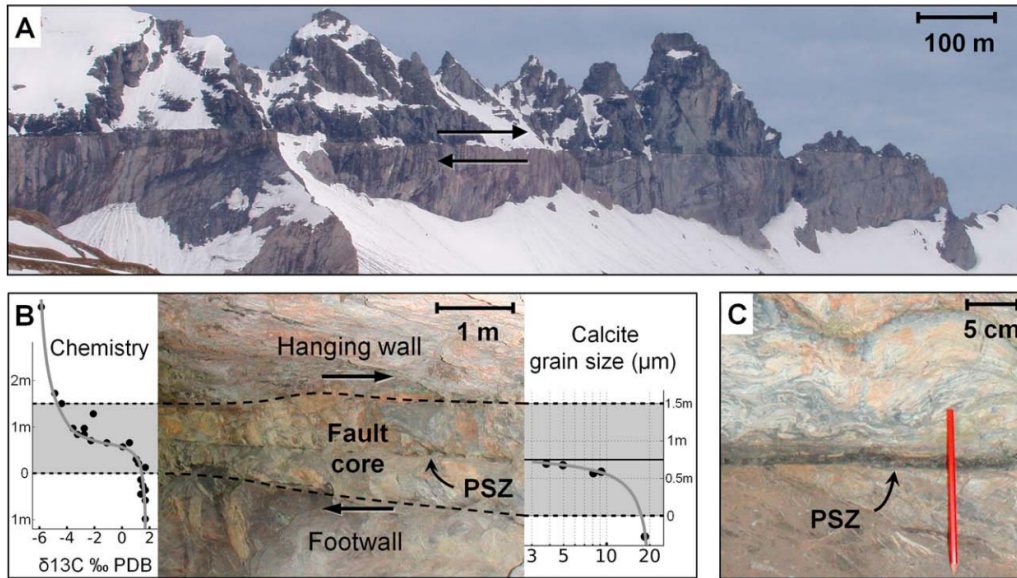 A
100 m
B
Chemistry
2m
1m
0
1m
-6
-4
-2
0
2
δ13C ‰ PDB
1 m
Hanging wall
Fault
core
PSZ
Footwall
Calcite
grain size (µm)
1.5m
1m
0.5m
0
3
5
10
20
C
5 cm
PSZ